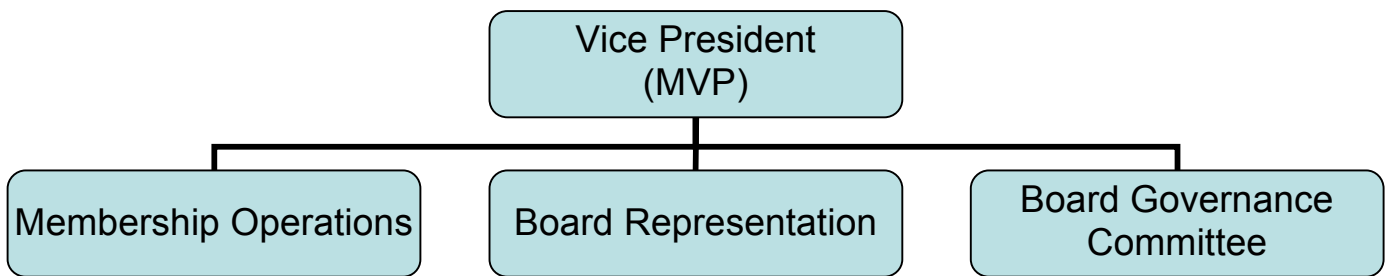 Vice President
(MVP)
Membership Operations
Board Representation
Board Governance
Committee